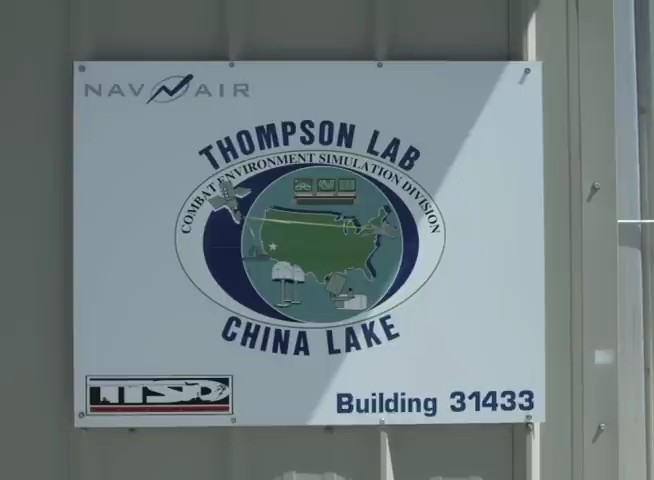 NAVAIR
THOMPSON LAB
COMBAT ENVIRONMENT SIMULATION DIVISION
CHINA LAKE
Building 31433